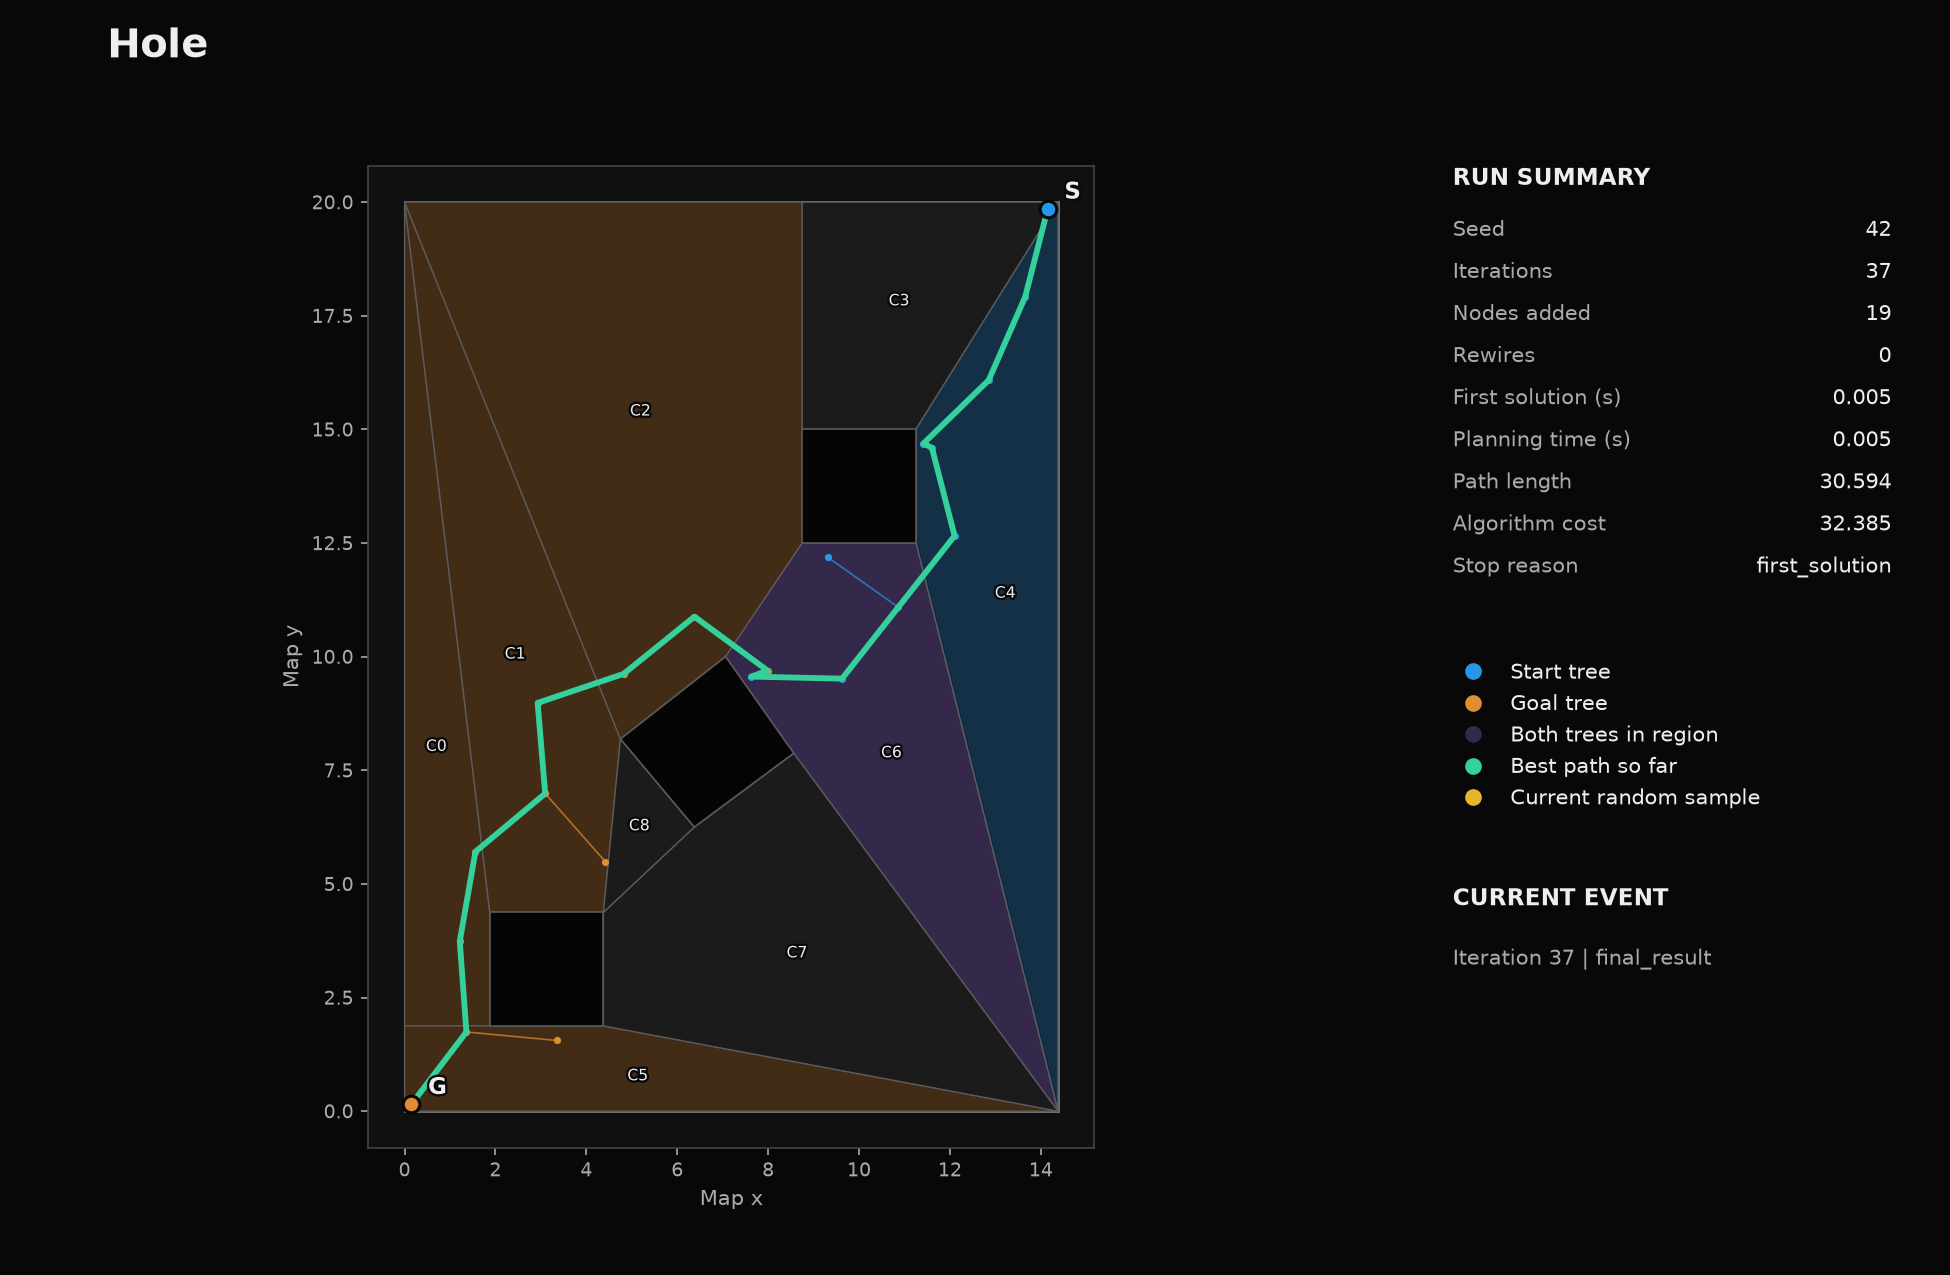 Hole
S
20.0
17.5
15.0
12.5
10.0
7.5
5.0
2.5
0.0
Map y
C3
C2
C4
C1
C0
C6
C8
C7
C5
G
0 2 4 6 8 10 12 14
Map x
RUN SUMMARY
Seed 42
Iterations 37
Nodes added 19
Rewires 0
First solution (s) 0.005
Planning time (s) 0.005
Path length 30.594
Algorithm cost 32.385
Stop reason first_solution
Start tree
Goal tree
Both trees in region
Best path so far
Current random sample
CURRENT EVENT
Iteration 37 | final_result